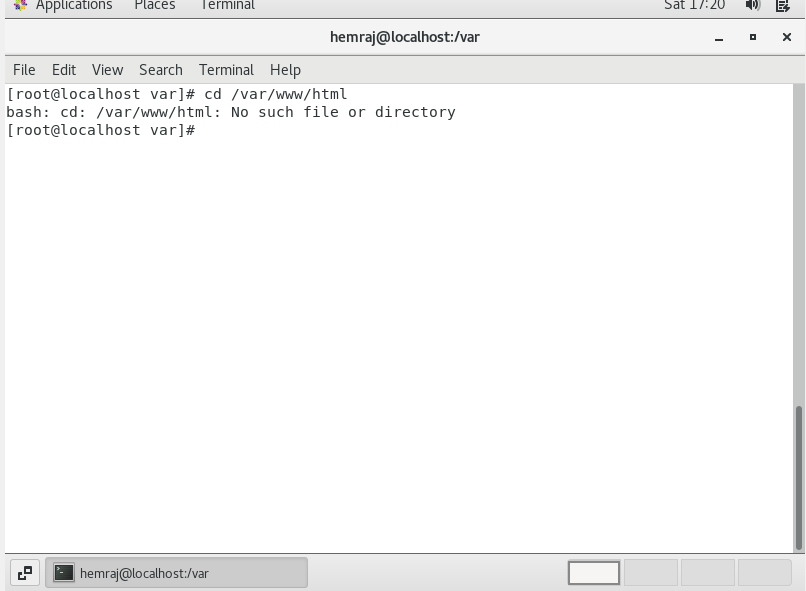 Applications Places Terminal Sat 17:20
hemraj@localhost:/var
File Edit View Search Terminal Help
[root@localhost var]# cd /var/www/html
bash: cd: /var/www/html: No such file or directory
[root@localhost var]#
hemraj@localhost:/var